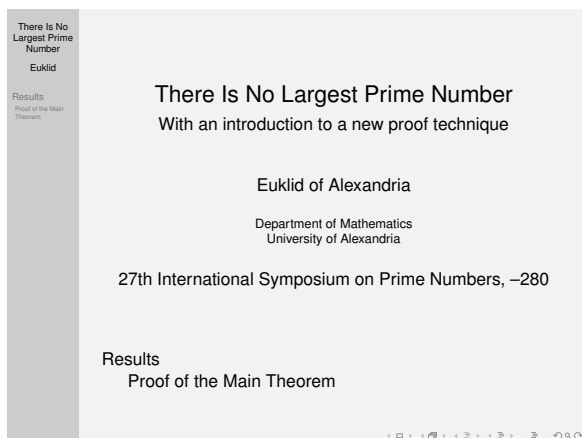 There Is No
Largest Prime
Number
Euklid
Results
Proof of the Main
Theorem
There Is No Largest Prime Number
With an introduction to a new proof technique
Euklid of Alexandria
Department of Mathematics
University of Alexandria
27th International Symposium on Prime Numbers, –280
Results
Proof of the Main Theorem